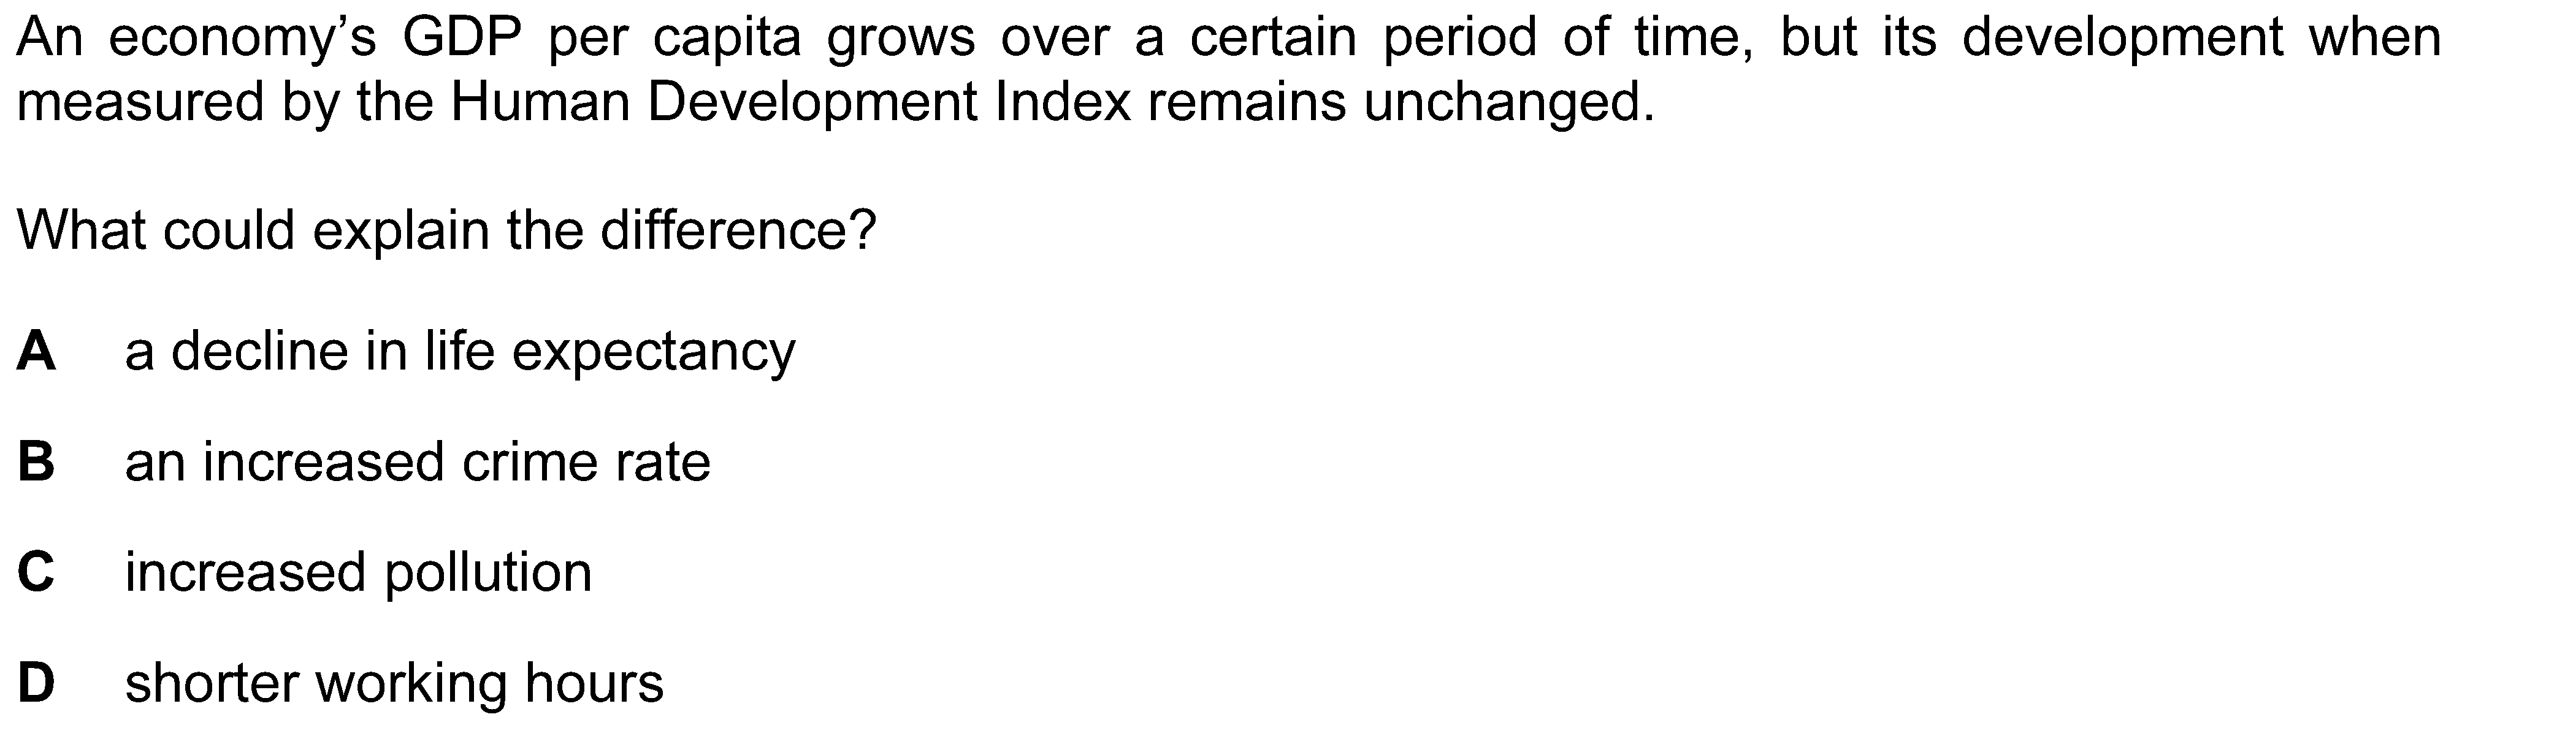 An economy’s GDP per capita grows over a certain period of time, but its development when
measured by the Human Development Index remains unchanged.
What could explain the difference?
A a decline in life expectancy
B an increased crime rate
C increased pollution
D shorter working hours